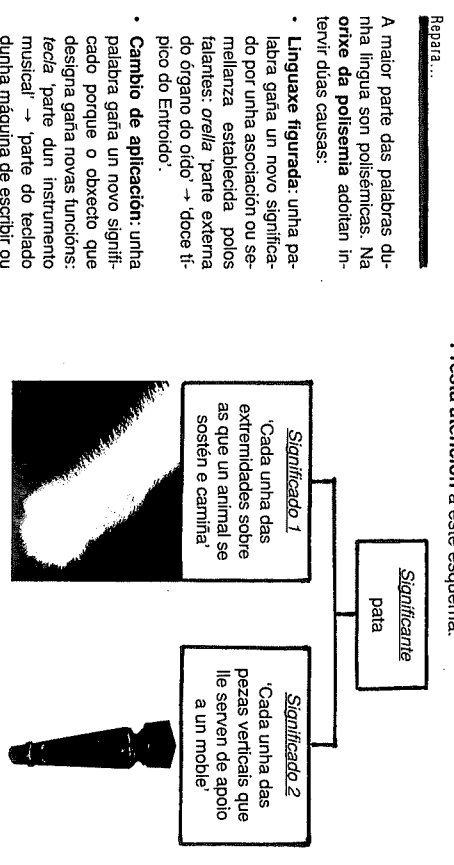 Repara...
A maior parte das palabras du-
nha lingua son polisémicas. Na
orixe da polisemia adoitan in-
tervir dúas causas:
• Linguaxe figurada: unha pa-
labra gaña un novo significa-
do por unha asociación ou se-
mellanza establecida polos
falantes: orella 'parte externa
do órgano do oído' → 'doce tí-
pico do Entroido'.
• Cambio de aplicación: unha
palabra gaña un novo signifi-
cado porque o obxecto que
designa gaña novas funcións:
tecla 'parte dun instrumento
musical' → 'parte do teclado
dunha máquina de escribir ou
atención a este esquema.
Significante
pata
Significado 1
'Cada unha das
extremidades sobre
as que un animal se
sostén e camiña'
Significado 2
'Cada unha das
pezas verticais que
lle serven de apoio
a un moble'